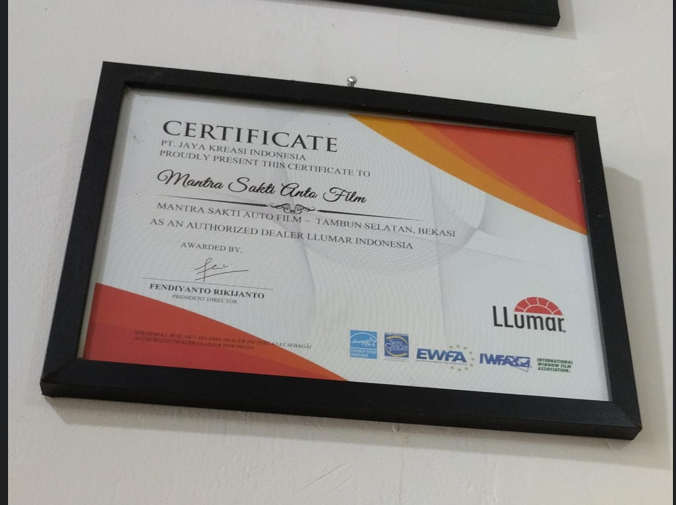 CERTIFICATE
PT. JAYA KREASI INDONESIA
PROUDLY PRESENT THIS CERTIFICATE TO
Mantra Sakti Anto Film
MANTRA SAKTI AUTO FILM – TAMBUN SELATAN, BEKASI
AS AN AUTHORIZED DEALER LLUMAR INDONESIA
AWARDED BY,
FENDIYANTO RIKIJANTO
PRESIDENT DIRECTOR
LLumar
EWFA
IWFA
INTERNATIONAL
WINDOW FILM
ASSOCIATION